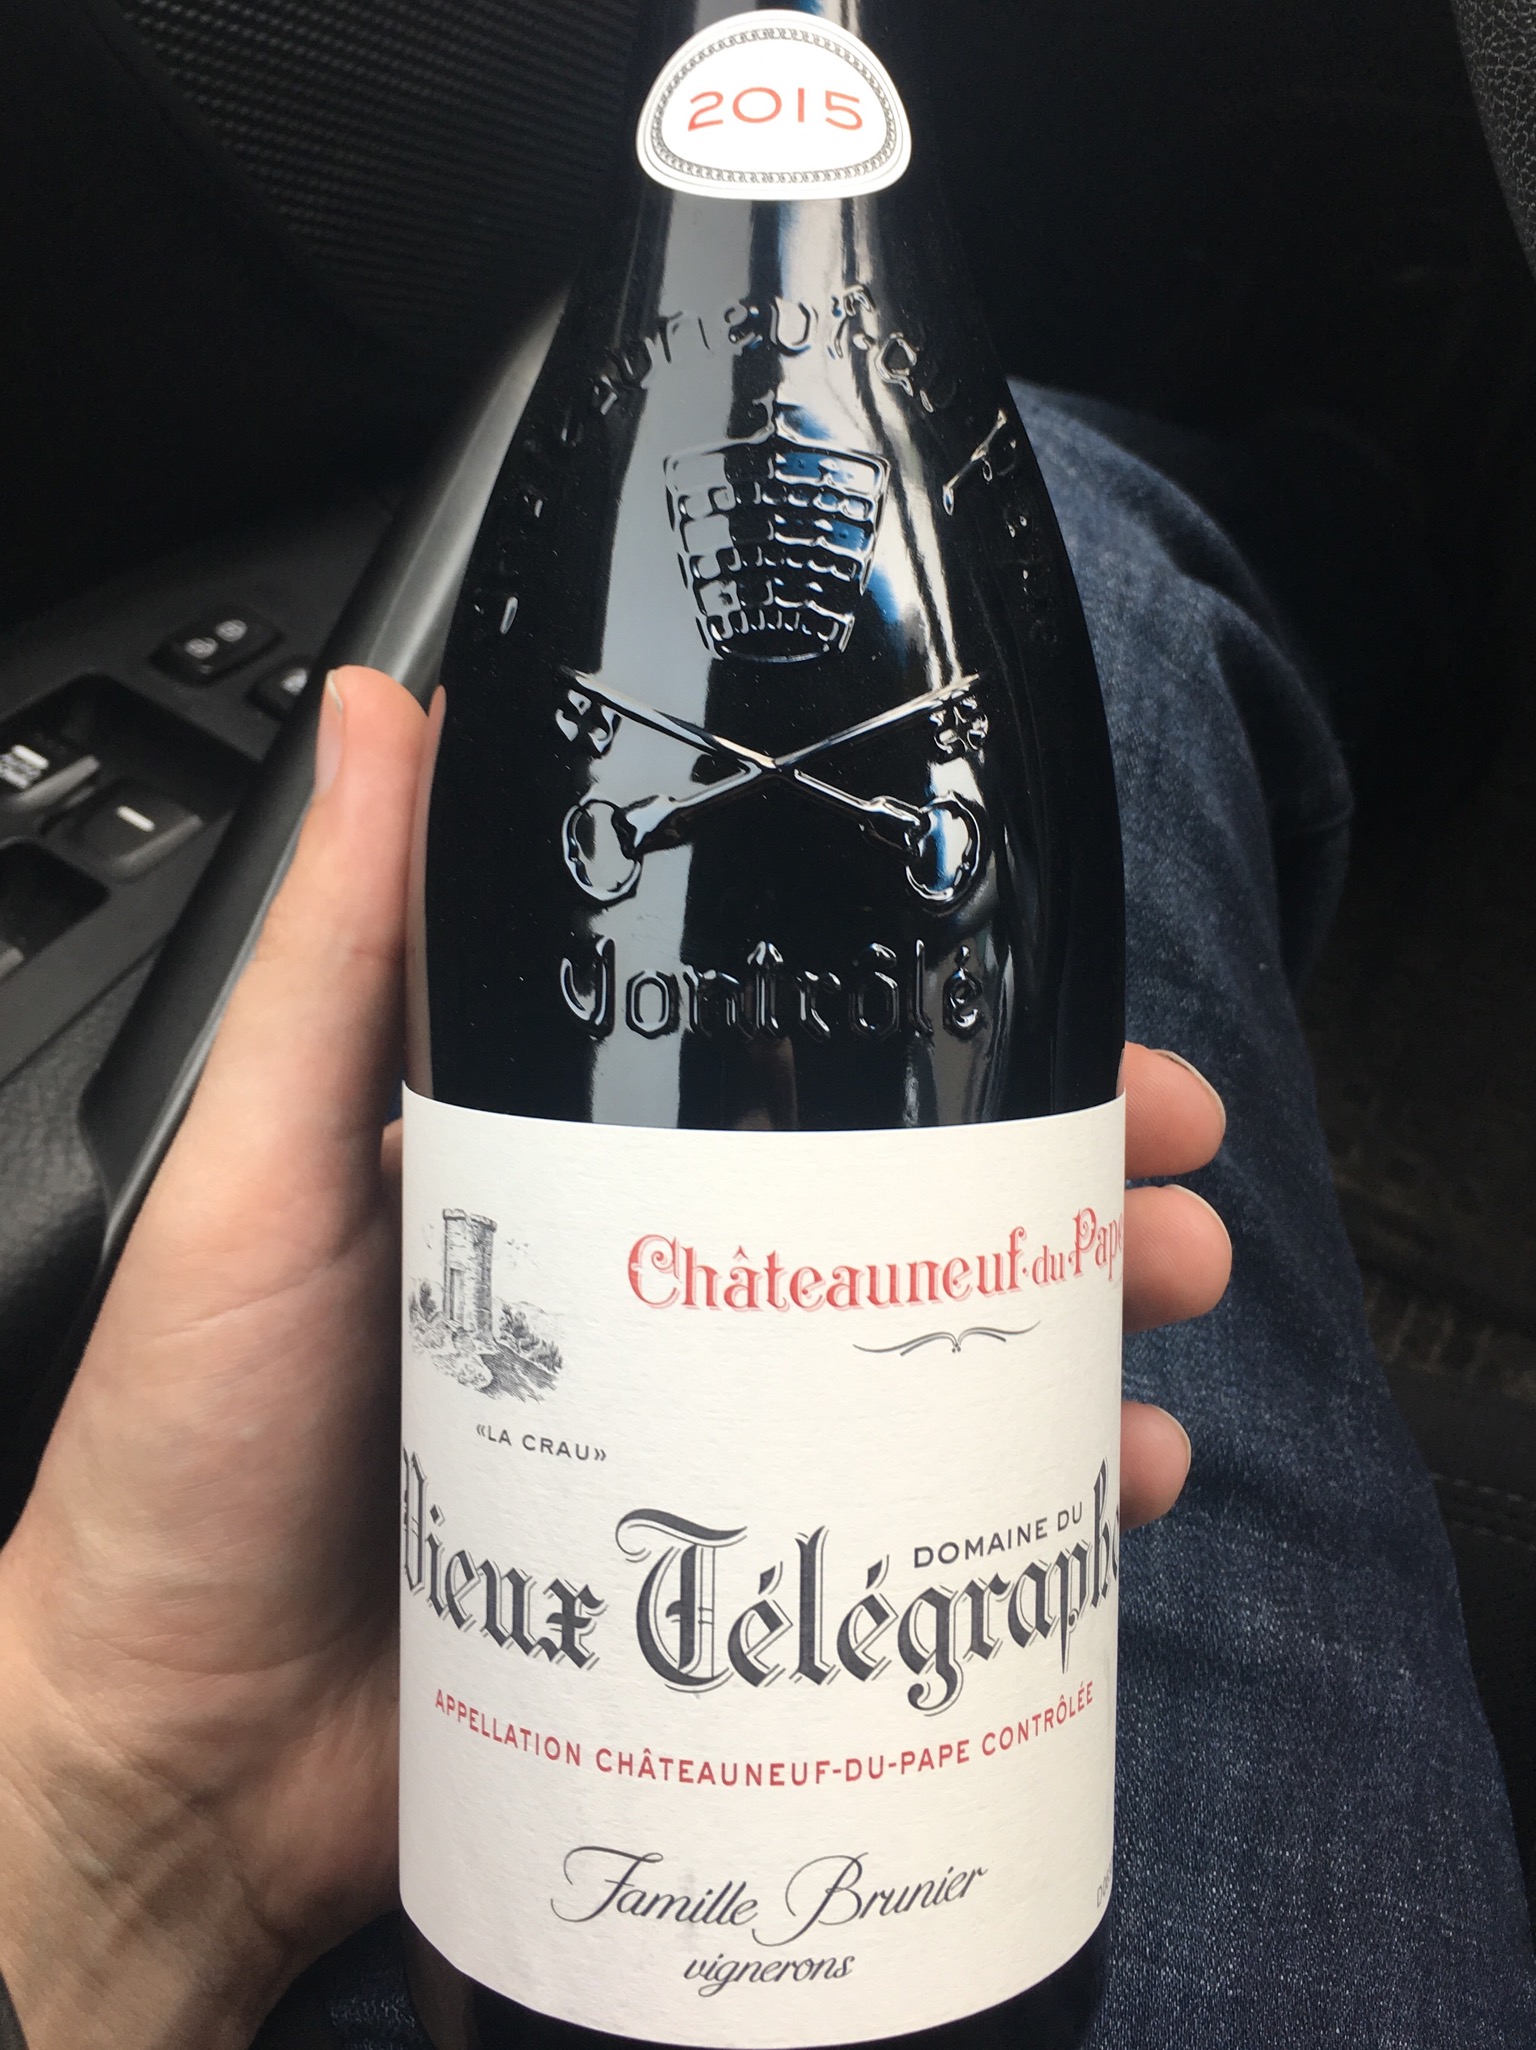 2015
Contrôlé
Châteauneuf-du-Pape
«LA CRAU»
DOMAINE DU
Vieux Télégraphe
APPELLATION CHÂTEAUNEUF-DU-PAPE CONTRÔLÉE
Famille Brunier
vignerons